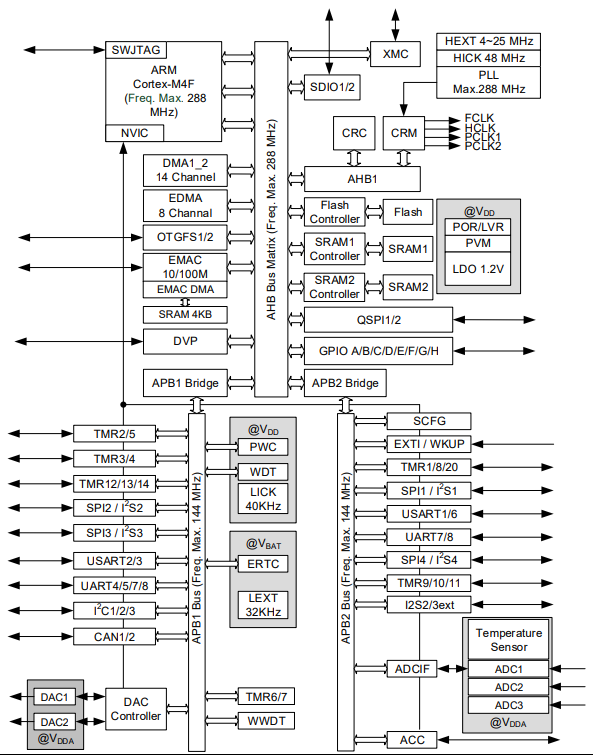 SWJTAG
ARM
Cortex-M4F
(Freq. Max. 288
MHz)
NVIC
XMC
SDIO1/2
HEXT 4~25 MHz
HICK 48 MHz
PLL
Max.288 MHz
CRC
CRM
FCLK
HCLK
PCLK1
PCLK2
AHB1
AHB Bus Matrix (Freq. Max. 288 MHz)
DMA1_2
14 Channel
EDMA
8 Channel
OTGFS1/2
EMAC
10/100M
EMAC DMA
SRAM 4KB
DVP
Flash
Controller
Flash
SRAM1
Controller
SRAM1
SRAM2
Controller
SRAM2
@VDD
POR/LVR
PVM
LDO 1.2V
QSPI1/2
GPIO A/B/C/D/E/F/G/H
APB1 Bridge
APB2 Bridge
TMR2/5
TMR3/4
TMR12/13/14
SPI2 / I²S2
SPI3 / I²S3
USART2/3
UART4/5/7/8
I²C1/2/3
CAN1/2
DAC1
DAC2
@VDDA
DAC
Controller
APB1 Bus (Freq. Max. 144 MHz)
@VDD
PWC
WDT
LICK
40KHz
@VBAT
ERTC
LEXT
32KHz
TMR6/7
WWDT
APB2 Bus (Freq. Max. 144 MHz)
SCFG
EXTI / WKUP
TMR1/8/20
SPI1 / I²S1
USART1/6
UART7/8
SPI4 / I²S4
TMR9/10/11
I2S2/3ext
ADCIF
ACC
Temperature
Sensor
ADC1
ADC2
ADC3
@VDDA